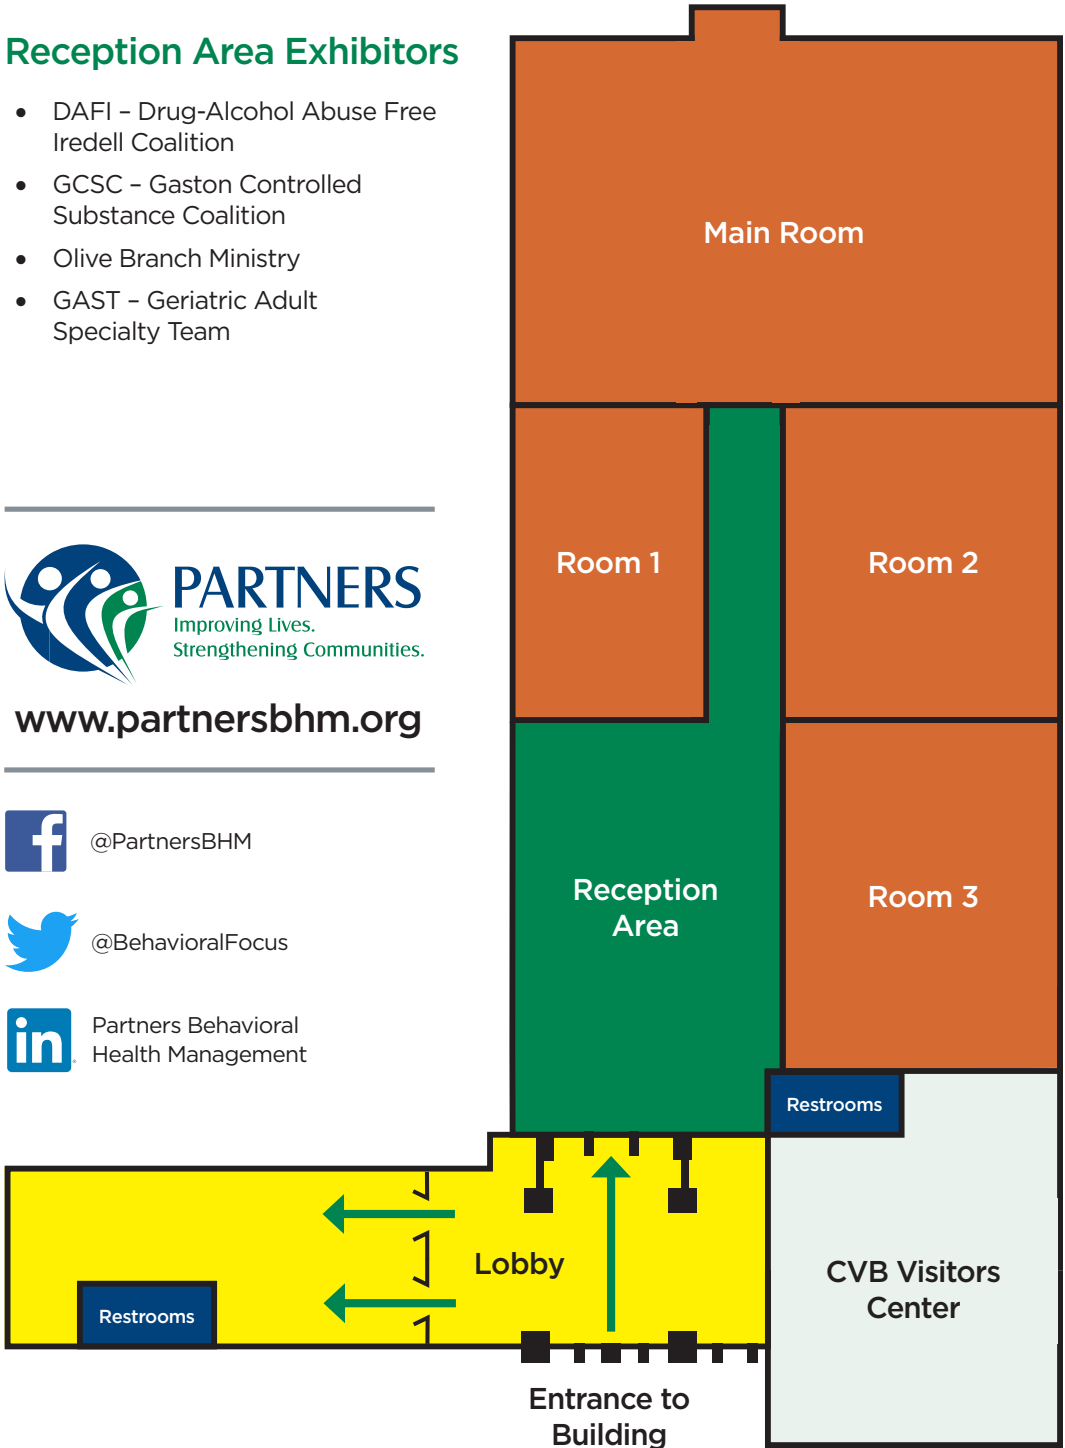 Reception Area Exhibitors
• DAFI – Drug-Alcohol Abuse Free
Iredell Coalition
• GCSC – Gaston Controlled
Substance Coalition
• Olive Branch Ministry
• GAST – Geriatric Adult
Specialty Team
PARTNERS
Improving Lives.
Strengthening Communities.
www.partnersbhm.org
@PartnersBHM
@BehavioralFocus
in
Partners Behavioral
Health Management
Main Room
Room 1
Room 2
Reception
Area
Room 3
Restrooms
Lobby
Restrooms
CVB Visitors
Center
Entrance to
Building